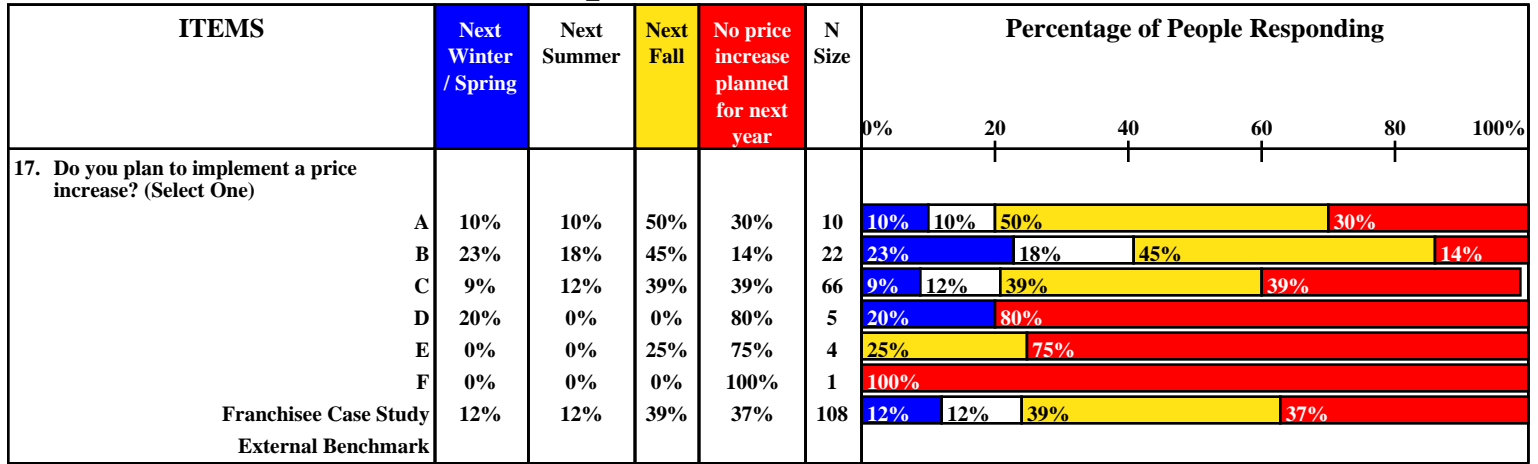 ITEMS Next Winter / Spring Next Summer Next Fall No price increase planned for next year N Size Percentage of People Responding
0% 20 40 60 80 100%
17. Do you plan to implement a price
increase? (Select One)
A 10% 10% 50% 30% 10 10% 10% 50% 30%
B 23% 18% 45% 14% 22 23% 18% 45% 14%
C 9% 12% 39% 39% 66 9% 12% 39% 39%
D 20% 0% 0% 80% 5 20% 80%
E 0% 0% 25% 75% 4 25% 75%
F 0% 0% 0% 100% 1 100%
Franchisee Case Study 12% 12% 39% 37% 108 12% 12% 39% 37%
External Benchmark